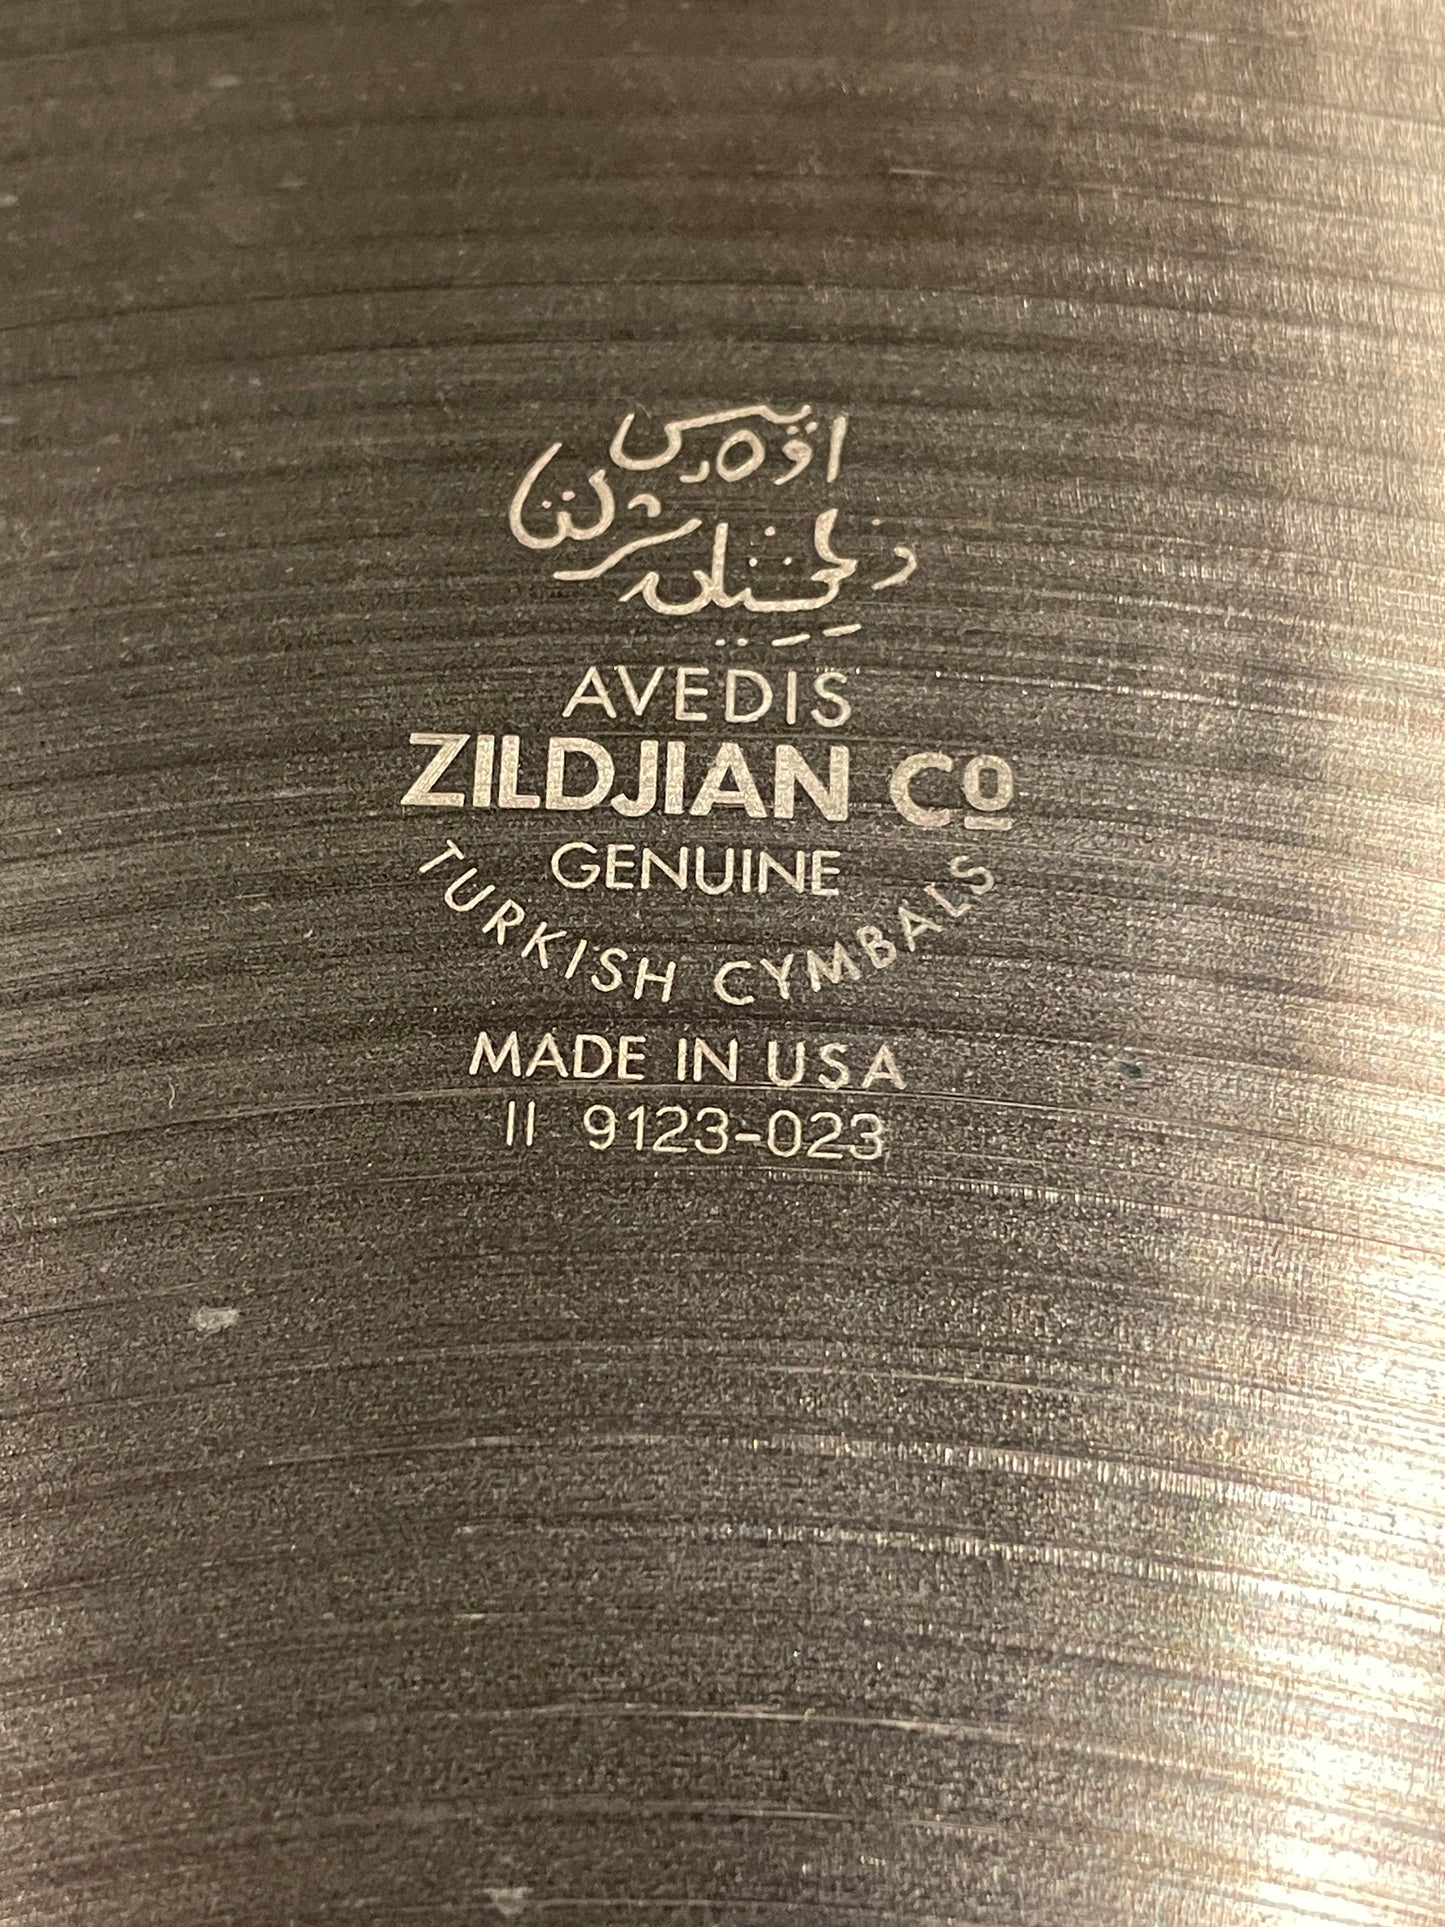 AVEDIS
ZILDJIAN Co
GENUINE
TURKISH CYMBALS
MADE IN USA
II 9123-023